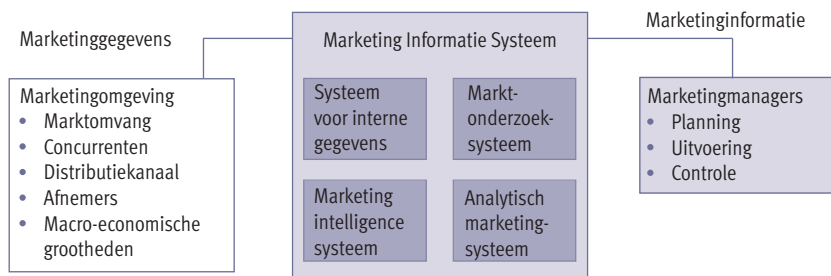 Marketinggegevens
Marketingomgeving
• Marktomvang
• Concurrenten
• Distributiekanaal
• Afnemers
• Macro-economische
grootheden
Marketing Informatie Systeem
Systeem
voor interne
gegevens
Markt-
onderzoek-
systeem
Marketing
intelligence
systeem
Analytisch
marketing-
systeem
Marketinginformatie
Marketingmanagers
• Planning
• Uitvoering
• Controle